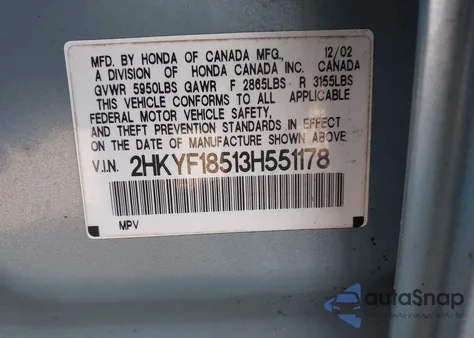 MFD. BY HONDA OF CANADA MFG., 12/02
A DIVISION OF HONDA CANADA INC. CANADA
GVWR 5950LBS GAWR F 2865LBS R 3155LBS
THIS VEHICLE CONFORMS TO ALL APPLICABLE
FEDERAL MOTOR VEHICLE SAFETY,
AND THEFT PREVENTION STANDARDS IN EFFECT
ON THE DATE OF MANUFACTURE SHOWN ABOVE.
V.I.N. 2HKYF18513H551178
MPV
autoSnap